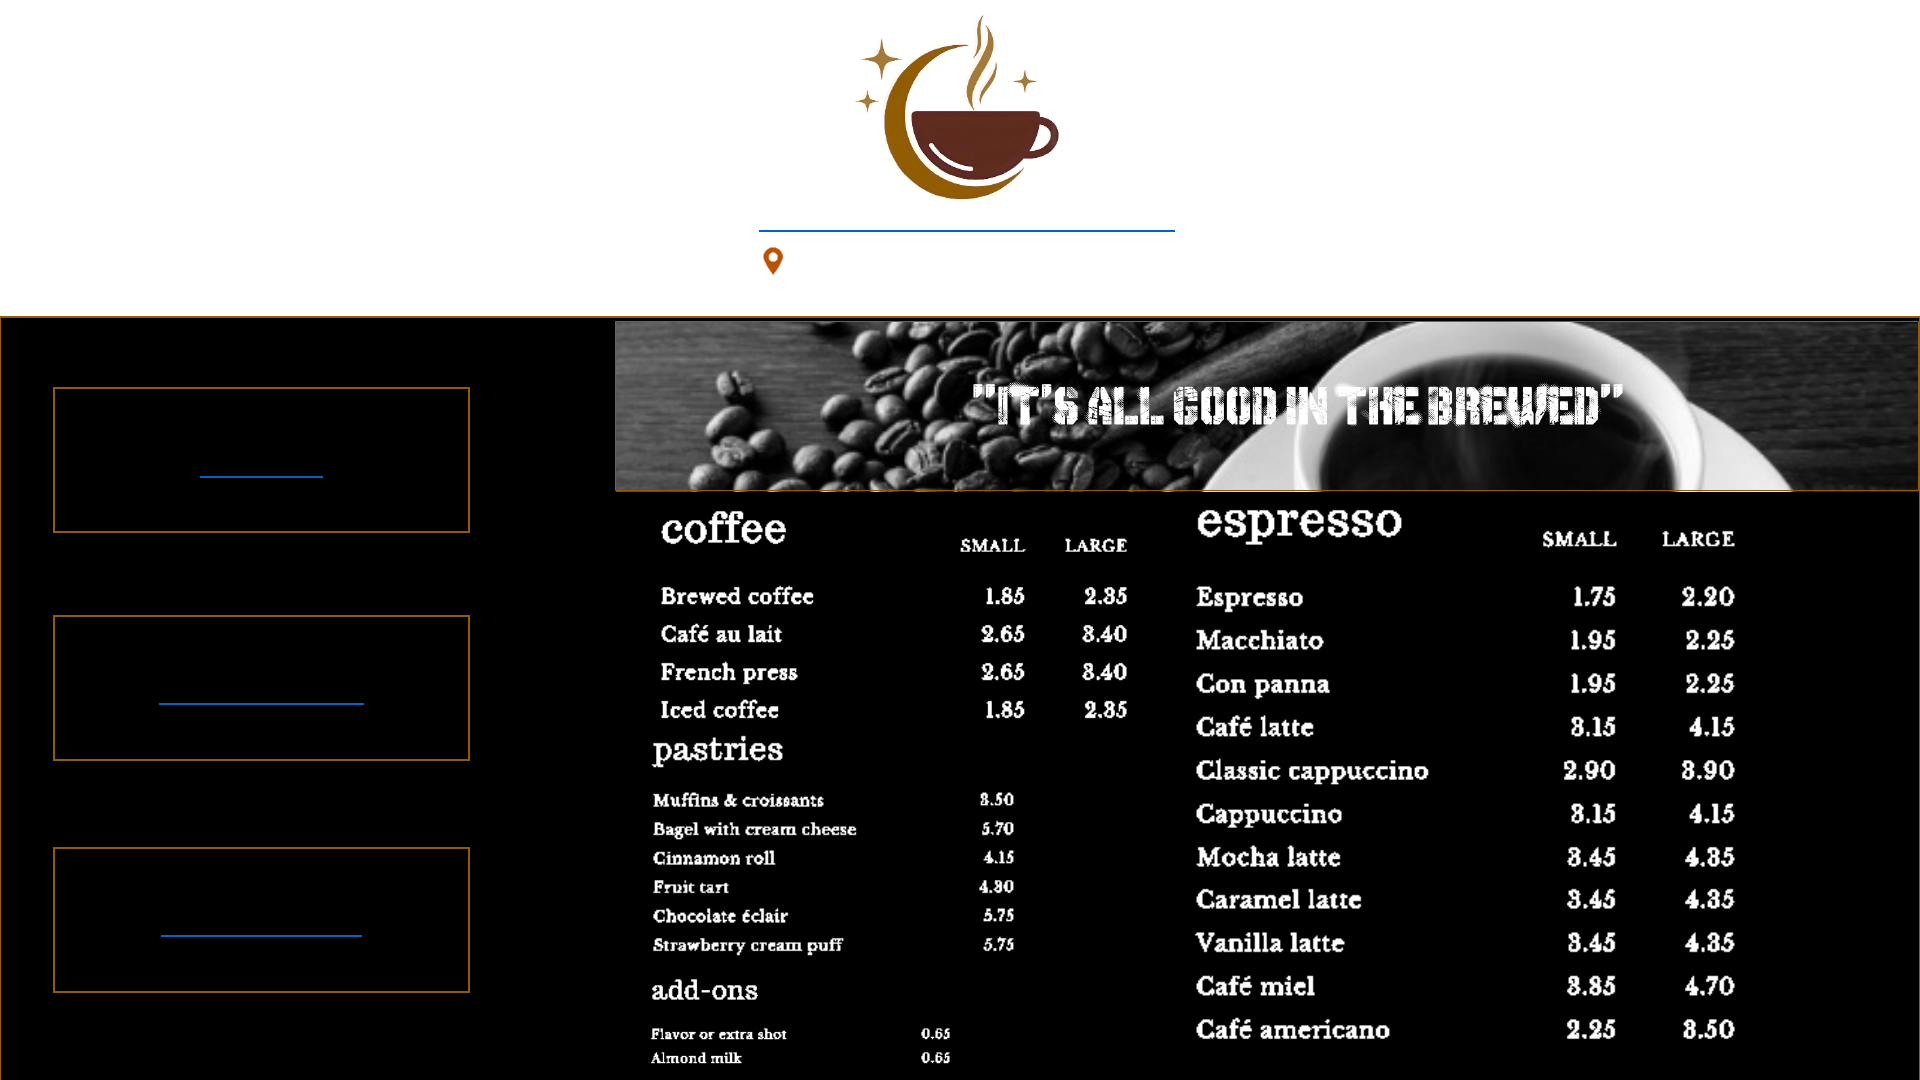 "IT'S ALL GOOD IN THE BREWED"
coffee SMALL LARGE
Brewed coffee 1.85 2.35
Café au lait 2.65 3.40
French press 2.65 3.40
Iced coffee 1.85 2.35
pastries
Muffins & croissants 3.50
Bagel with cream cheese 5.70
Cinnamon roll 4.15
Fruit tart 4.30
Chocolate éclair 5.75
Strawberry cream puff 5.75
add-ons
Flavor or extra shot 0.65
Almond milk 0.65
espresso SMALL LARGE
Espresso 1.75 2.20
Macchiato 1.95 2.25
Con panna 1.95 2.25
Café latte 3.15 4.15
Classic cappuccino 2.90 3.90
Cappuccino 3.15 4.15
Mocha latte 3.45 4.35
Caramel latte 3.45 4.35
Vanilla latte 3.45 4.35
Café miel 3.85 4.70
Café americano 2.25 3.50